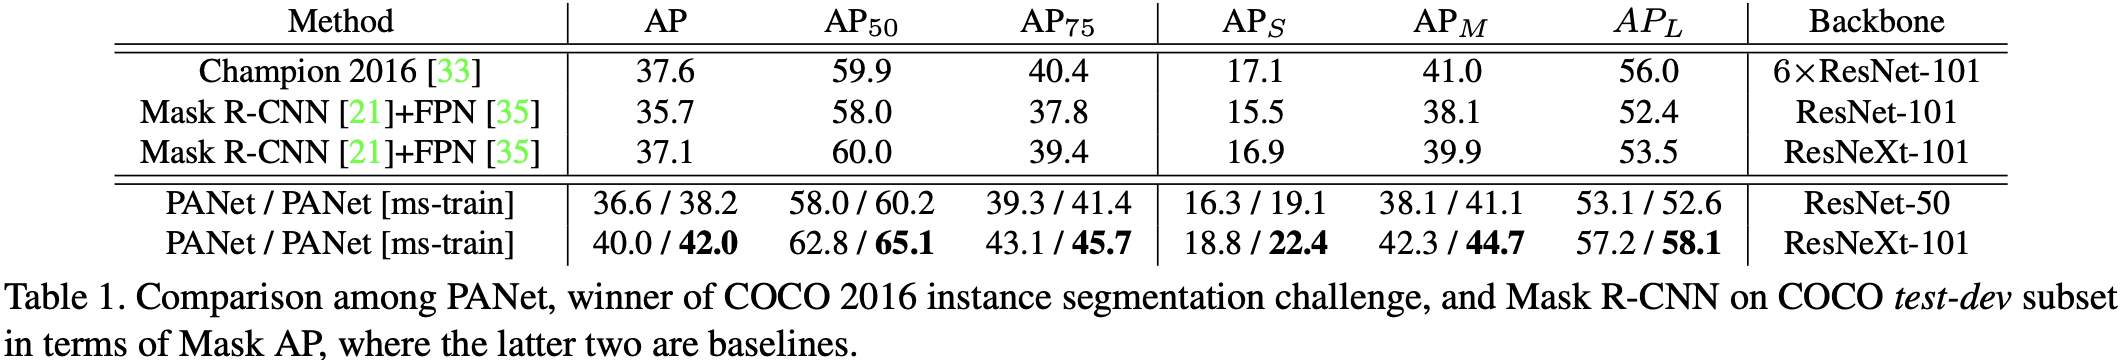 Method AP AP50 AP75 APS APM APL Backbone
Champion 2016 [33] 37.6 59.9 40.4 17.1 41.0 56.0 6×ResNet-101
Mask R-CNN [21]+FPN [35] 35.7 58.0 37.8 15.5 38.1 52.4 ResNet-101
Mask R-CNN [21]+FPN [35] 37.1 60.0 39.4 16.9 39.9 53.5 ResNeXt-101
PANet / PANet [ms-train] 36.6 / 38.2 58.0 / 60.2 39.3 / 41.4 16.3 / 19.1 38.1 / 41.1 53.1 / 52.6 ResNet-50
PANet / PANet [ms-train] 40.0 / 42.0 62.8 / 65.1 43.1 / 45.7 18.8 / 22.4 42.3 / 44.7 57.2 / 58.1 ResNeXt-101
Table 1. Comparison among PANet, winner of COCO 2016 instance segmentation challenge, and Mask R-CNN on COCO test-dev subset
in terms of Mask AP, where the latter two are baselines.